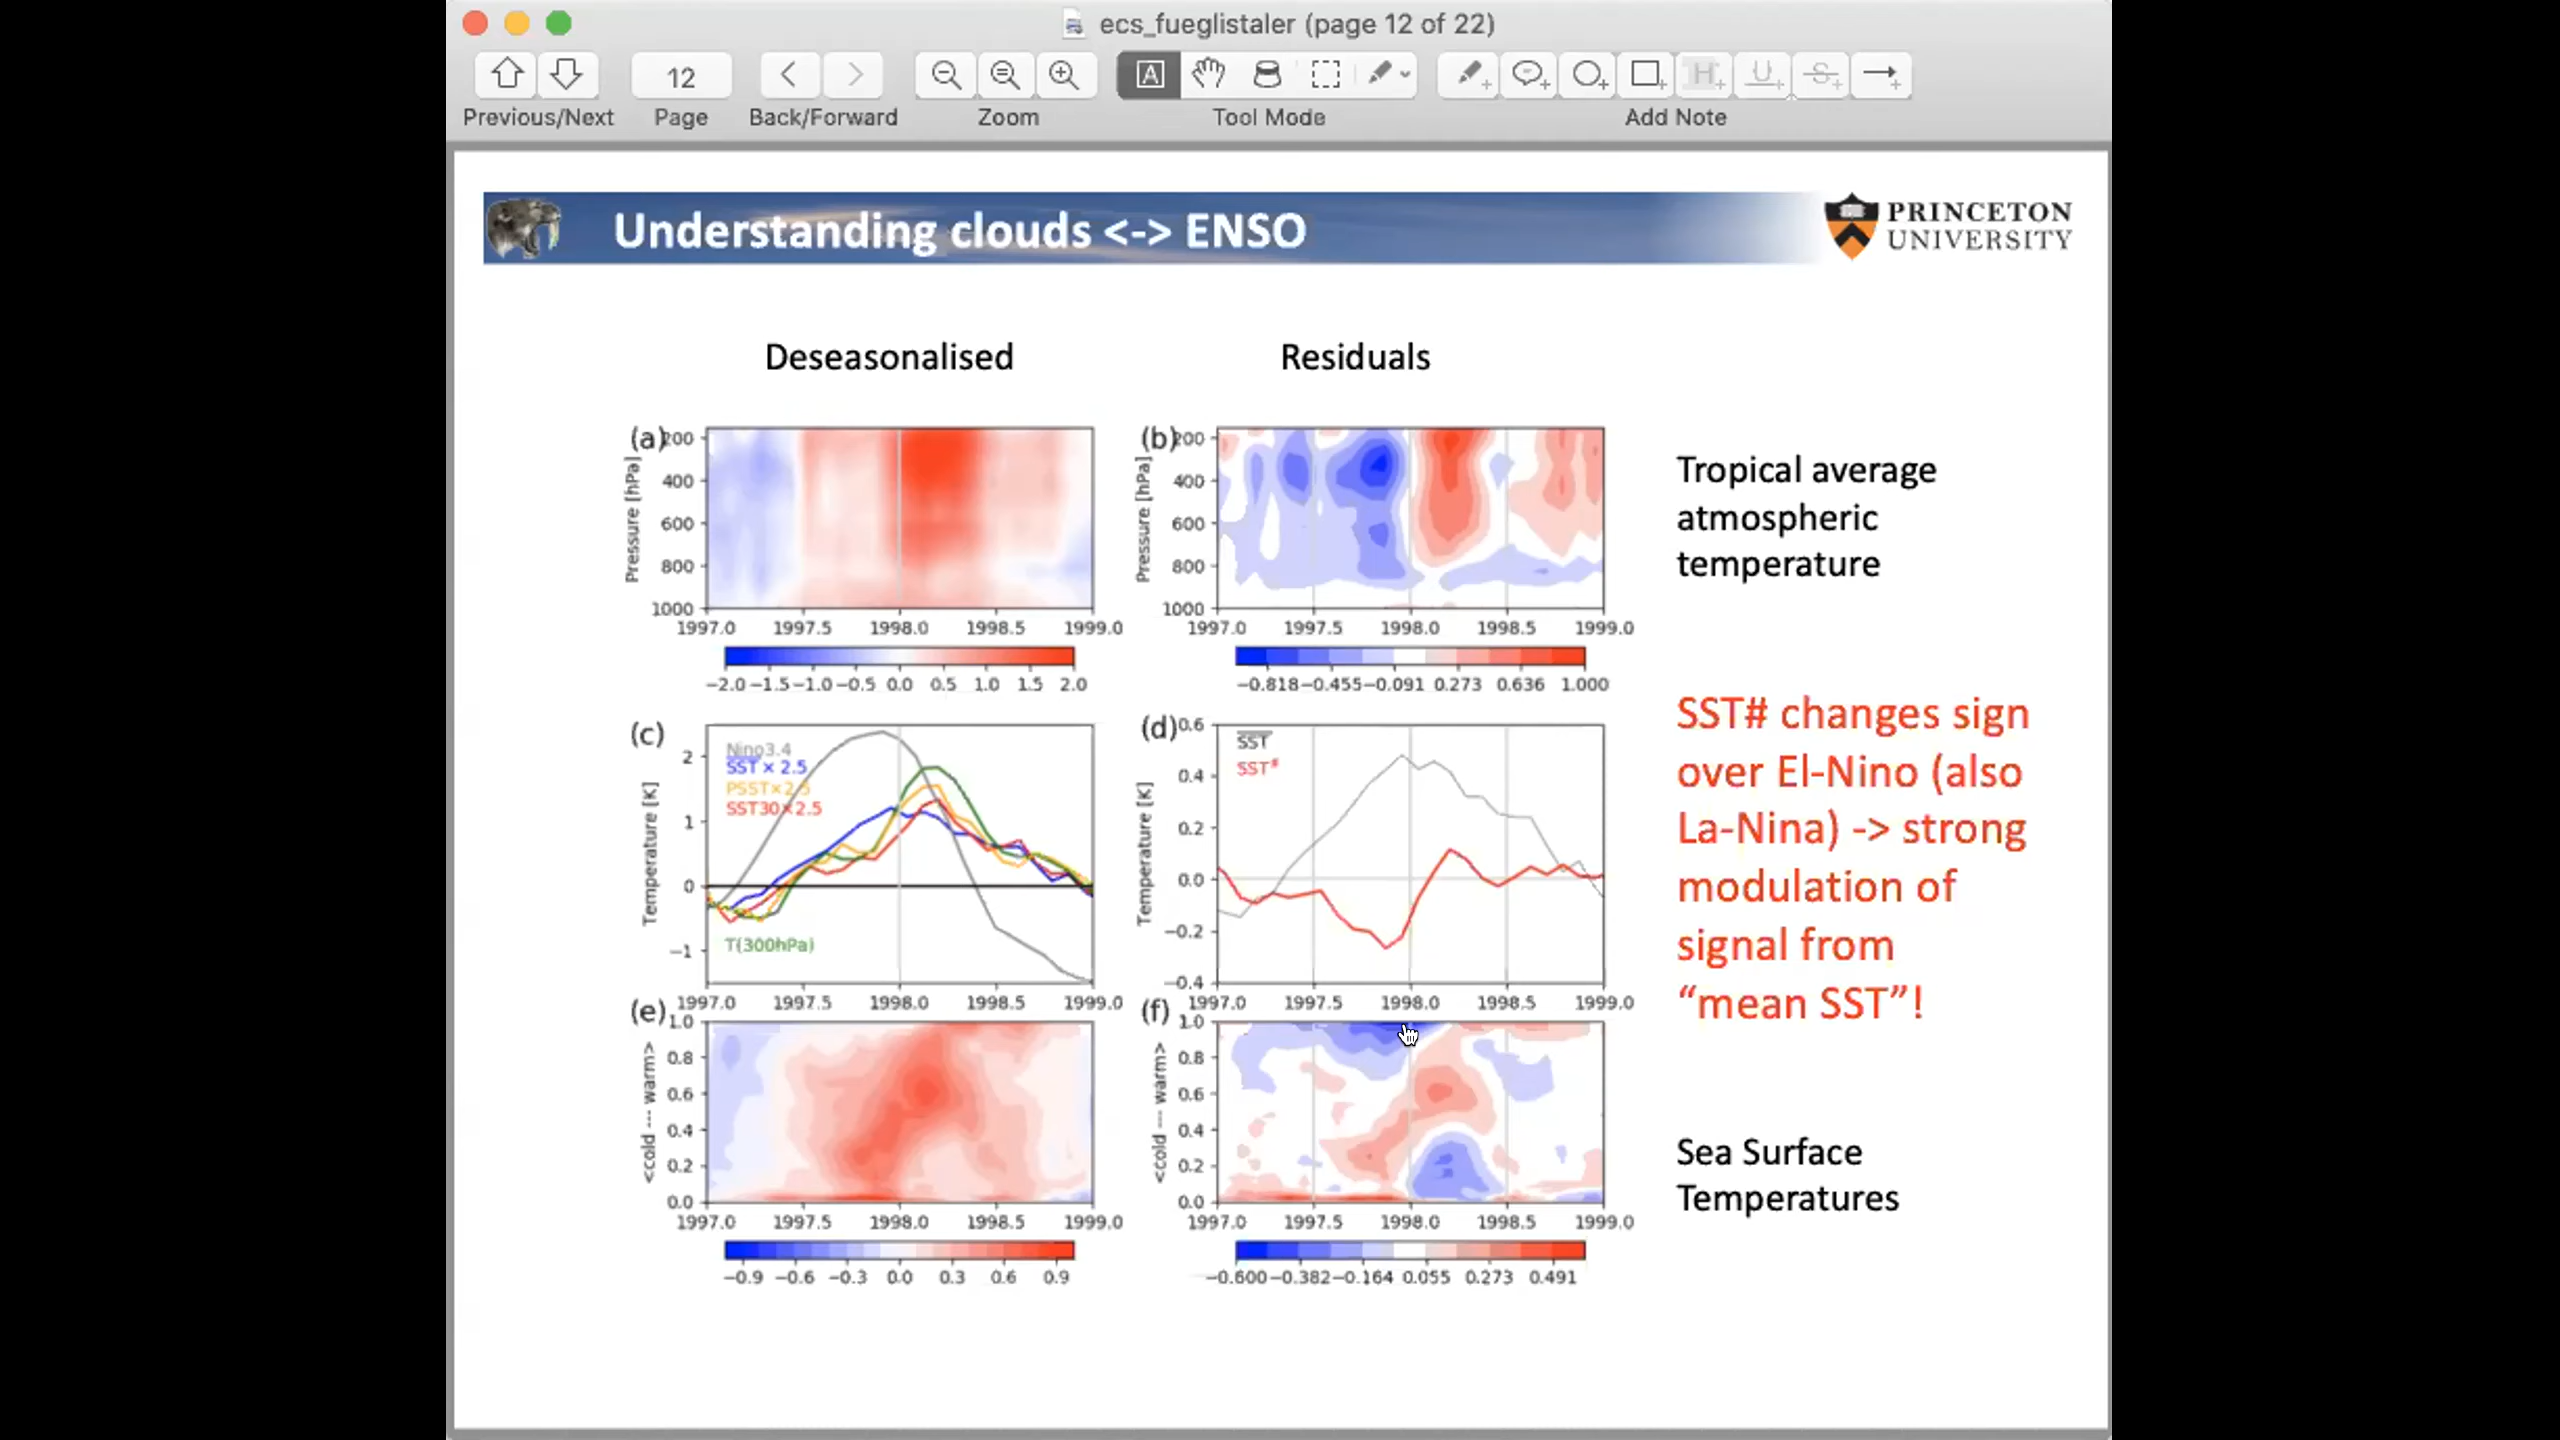 ecs_fueglistaler (page 12 of 22)
12
Previous/Next
Page
Back/Forward
Zoom
Tool Mode
Add Note
Understanding clouds <-> ENSO
PRINCETON
UNIVERSITY
Deseasonalised
Residuals
(a)
200
400
600
800
1000
Pressure [hPa]
1997.0 1997.5 1998.0 1998.5 1999.0
−2.0 −1.5 −1.0 −0.5 0.0 0.5 1.0 1.5 2.0
(b)
200
400
600
800
1000
Pressure [hPa]
1997.0 1997.5 1998.0 1998.5 1999.0
−0.818 −0.455 −0.091 0.273 0.636 1.000
Tropical average
atmospheric
temperature
(c)
2
1
0
−1
Temperature [K]
Nino3.4
SST × 2.5
PSST×2.5
SST30×2.5
T(300hPa)
1997.0 1997.5 1998.0 1998.5 1999.0
(d)
0.6
0.4
0.2
0.0
−0.2
−0.4
Temperature [K]
SST
SST#
1997.0 1997.5 1998.0 1998.5 1999.0
SST# changes sign
over El-Nino (also
La-Nina) -> strong
modulation of
signal from
“mean SST”!
(e)
1.0
0.8
0.6
0.4
0.2
0.0
<cold --- warm>
1997.0 1997.5 1998.0 1998.5 1999.0
−0.9 −0.6 −0.3 0.0 0.3 0.6 0.9
(f)
1.0
0.8
0.6
0.4
0.2
0.0
<cold --- warm>
1997.0 1997.5 1998.0 1998.5 1999.0
−0.600 −0.382 −0.164 0.055 0.273 0.491
Sea Surface
Temperatures